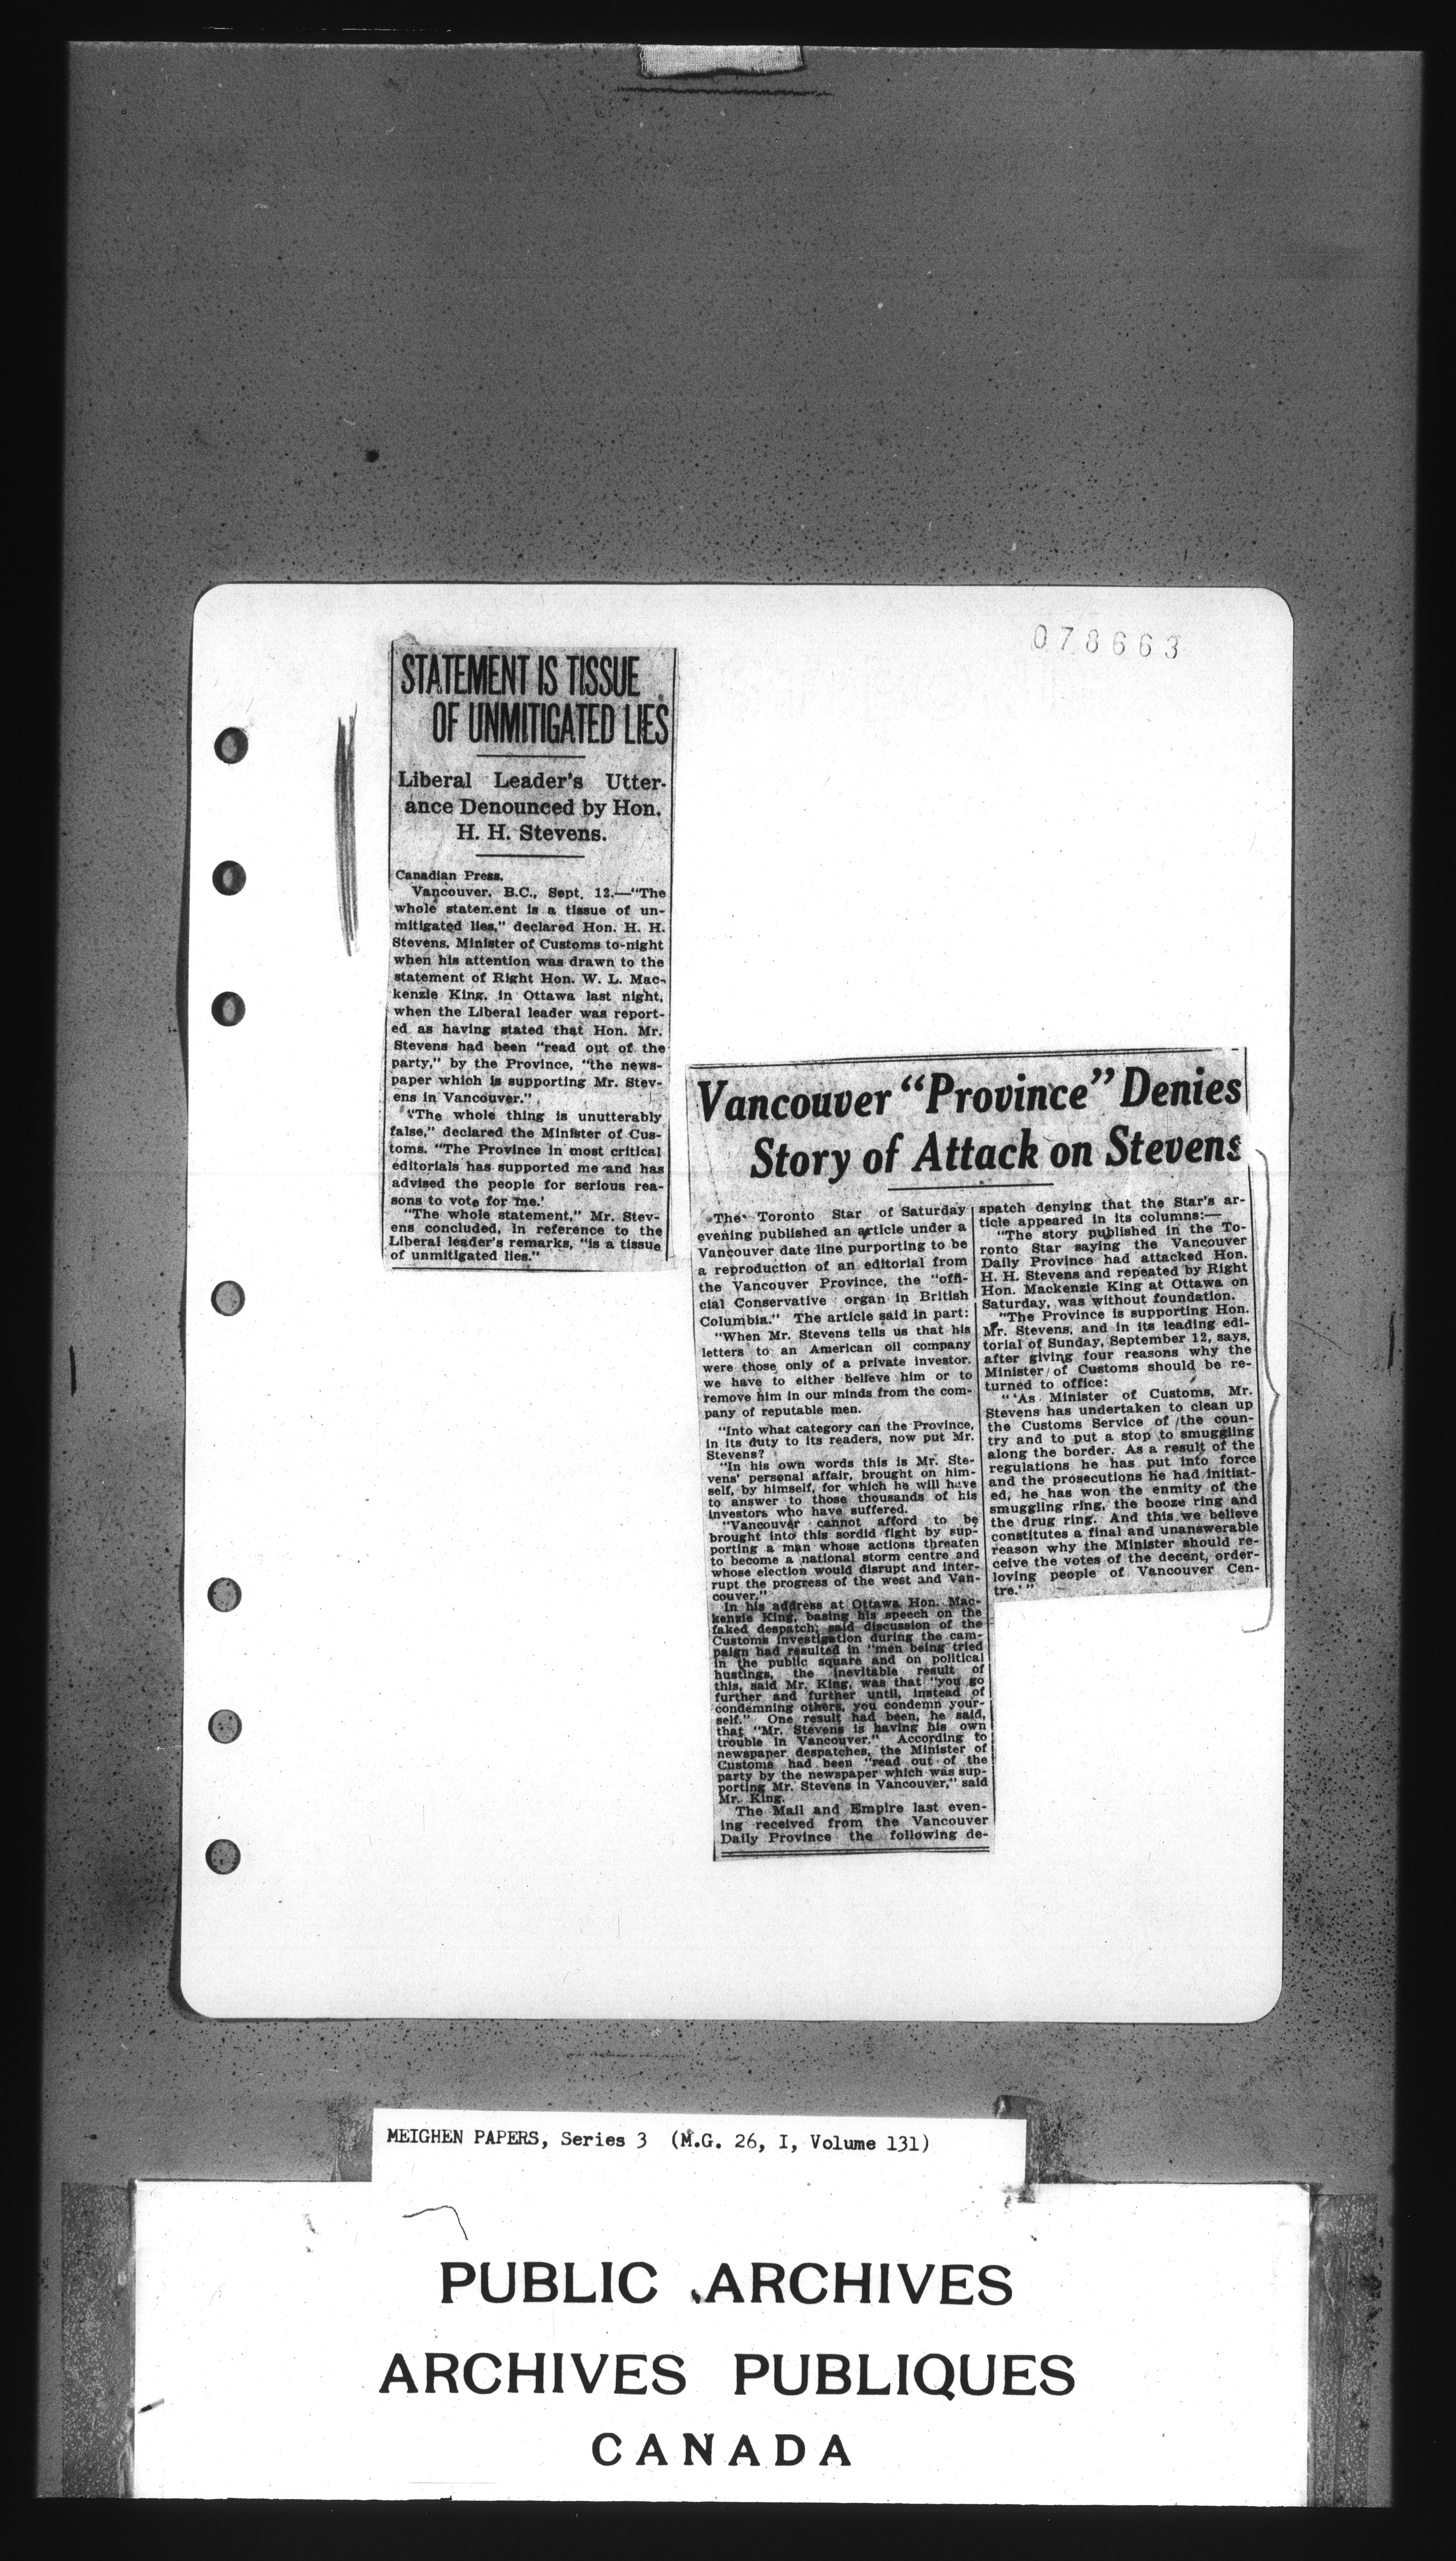 078663
STATEMENT IS TISSUE
OF UNMITIGATED LIES
Liberal Leader's Utter-
ance Denounced by Hon.
H. H. Stevens.
Canadian Press.
Vancouver, B.C., Sept. 12.—"The
whole statement is a tissue of un-
mitigated lies," declared Hon. H. H.
Stevens, Minister of Customs to-night
when his attention was drawn to the
statement of Right Hon. W. L. Mac-
kenzie King, in Ottawa last night,
when the Liberal leader was report-
ed as having stated that Hon. Mr.
Stevens had been "read out of the
party," by the Province, "the news-
paper which is supporting Mr. Stev-
ens in Vancouver."
"The whole thing is unutterably
false," declared the Minister of Cus-
toms. "The Province in most critical
editorials has supported me and has
advised the people for serious rea-
sons to vote for me.'
"The whole statement," Mr. Stev-
ens concluded, in reference to the
Liberal leader's remarks, "is a tissue
of unmitigated lies."
Vancouver "Province" Denies
Story of Attack on Stevens
The Toronto Star of Saturday
evening published an article under a
Vancouver date line purporting to be
a reproduction of an editorial from
the Vancouver Province, the "offi-
cial Conservative organ in British
Columbia." The article said in part:
"When Mr. Stevens tells us that his
letters to an American oil company
were those only of a private investor,
we have to either believe him or to
remove him in our minds from the com-
pany of reputable men.
"Into what category can the Province,
in its duty to its readers, now put Mr.
Stevens?
"In his own words this is Mr. Ste-
vens' personal affair, brought on him-
self, by himself, for which he will have
to answer to those thousands of his
investors who have suffered.
"Vancouver cannot afford to be
brought into this sordid fight by sup-
porting a man whose actions threaten
to become a national storm centre and
whose election would disrupt and inter-
rupt the progress of the west and Van-
couver."
In his address at Ottawa Hon. Mac-
kenzie King, basing his speech on the
faked despatch, said discussion of the
Customs investigation during the cam-
paign had resulted in "men being tried
in the public square and on political
hustings, the inevitable result of
this, said Mr. King, was that "you go
further and further until, instead of
condemning others, you condemn your-
self." One result had been, he said,
that "Mr. Stevens is having his own
trouble in Vancouver." According to
newspaper despatches, the Minister of
Customs had been "read out of the
party by the newspaper which was sup-
porting Mr. Stevens in Vancouver," said
Mr. King.
The Mail and Empire last even-
ing received from the Vancouver
Daily Province the following de-
spatch denying that the Star's ar-
ticle appeared in its columns:—
"The story published in the To-
ronto Star saying the Vancouver
Daily Province had attacked Hon.
H. H. Stevens and repeated by Right
Hon. Mackenzie King at Ottawa on
Saturday, was without foundation.
"The Province is supporting Hon.
Mr. Stevens, and in its leading edi-
torial of Sunday, September 12, says,
after giving four reasons why the
Minister of Customs should be re-
turned to office:
"'As Minister of Customs, Mr.
Stevens has undertaken to clean up
the Customs Service of the coun-
try and to put a stop to smuggling
along the border. As a result of the
regulations he has put into force
and the prosecutions he had initiat-
ed, he has won the enmity of the
smuggling ring, the booze ring and
the drug ring. And this we believe
constitutes a final and unanswerable
reason why the Minister should re-
ceive the votes of the decent, order-
loving people of Vancouver Cen-
tre.'"
MEIGHEN PAPERS, Series 3 (M.G. 26, I, Volume 131)
PUBLIC ARCHIVES
ARCHIVES PUBLIQUES
CANADA